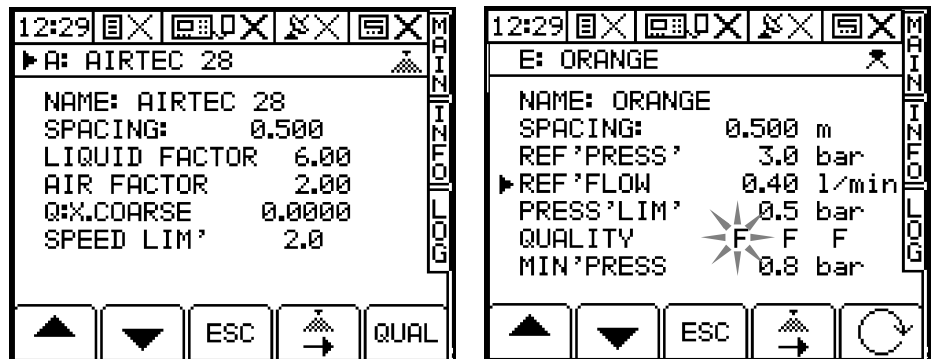 12:29
A: AIRTEC 28
NAME: AIRTEC 28
SPACING: 0.500
LIQUID FACTOR 6.00
AIR FACTOR 2.00
Q:X.COARSE 0.0000
SPEED LIM' 2.0
ESC QUAL
MAIN
INFO
LOG
12:29
E: ORANGE
NAME: ORANGE
SPACING: 0.500 m
REF'PRESS' 3.0 bar
REF'FLOW 0.40 l/min
PRESS'LIM' 0.5 bar
QUALITY F F F
MIN'PRESS 0.8 bar
ESC
MAIN
INFO
LOG